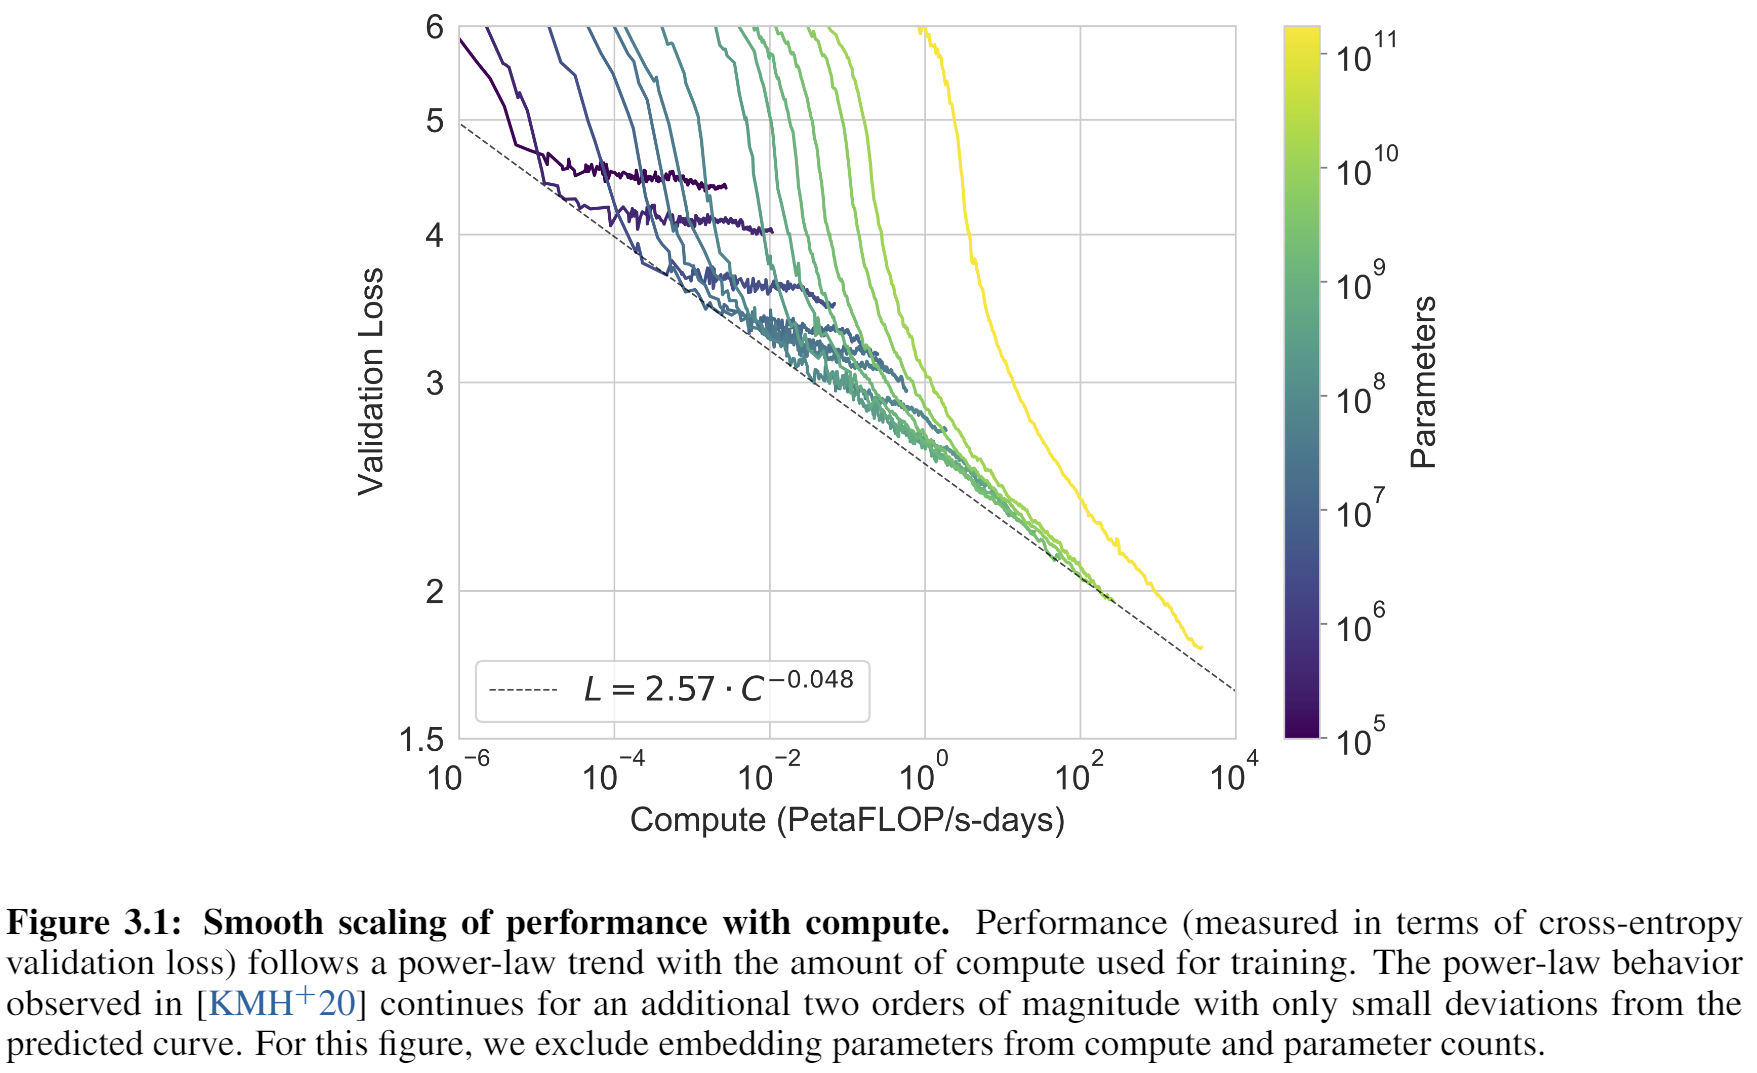 6
5
4
3
2
1.5
Validation Loss
L = 2.57 · C^−0.048
10^−6 10^−4 10^−2 10^0 10^2 10^4
Compute (PetaFLOP/s-days)
10^11
10^10
10^9
10^8
10^7
10^6
10^5
Parameters
Figure 3.1: Smooth scaling of performance with compute. Performance (measured in terms of cross-entropy
validation loss) follows a power-law trend with the amount of compute used for training. The power-law behavior
observed in [KMH+20] continues for an additional two orders of magnitude with only small deviations from the
predicted curve. For this figure, we exclude embedding parameters from compute and parameter counts.